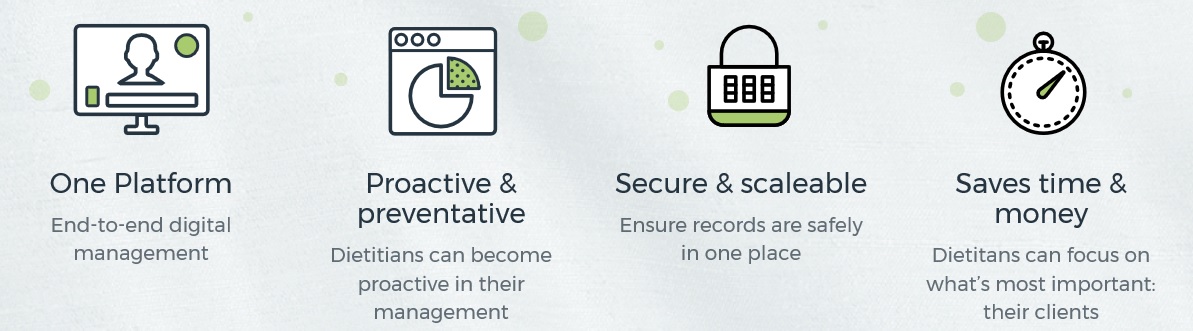 One Platform
End-to-end digital
management
Proactive &
preventative
Dietitians can become
proactive in their
management
Secure & scaleable
Ensure records are safely
in one place
Saves time &
money
Dietitans can focus on
what's most important:
their clients